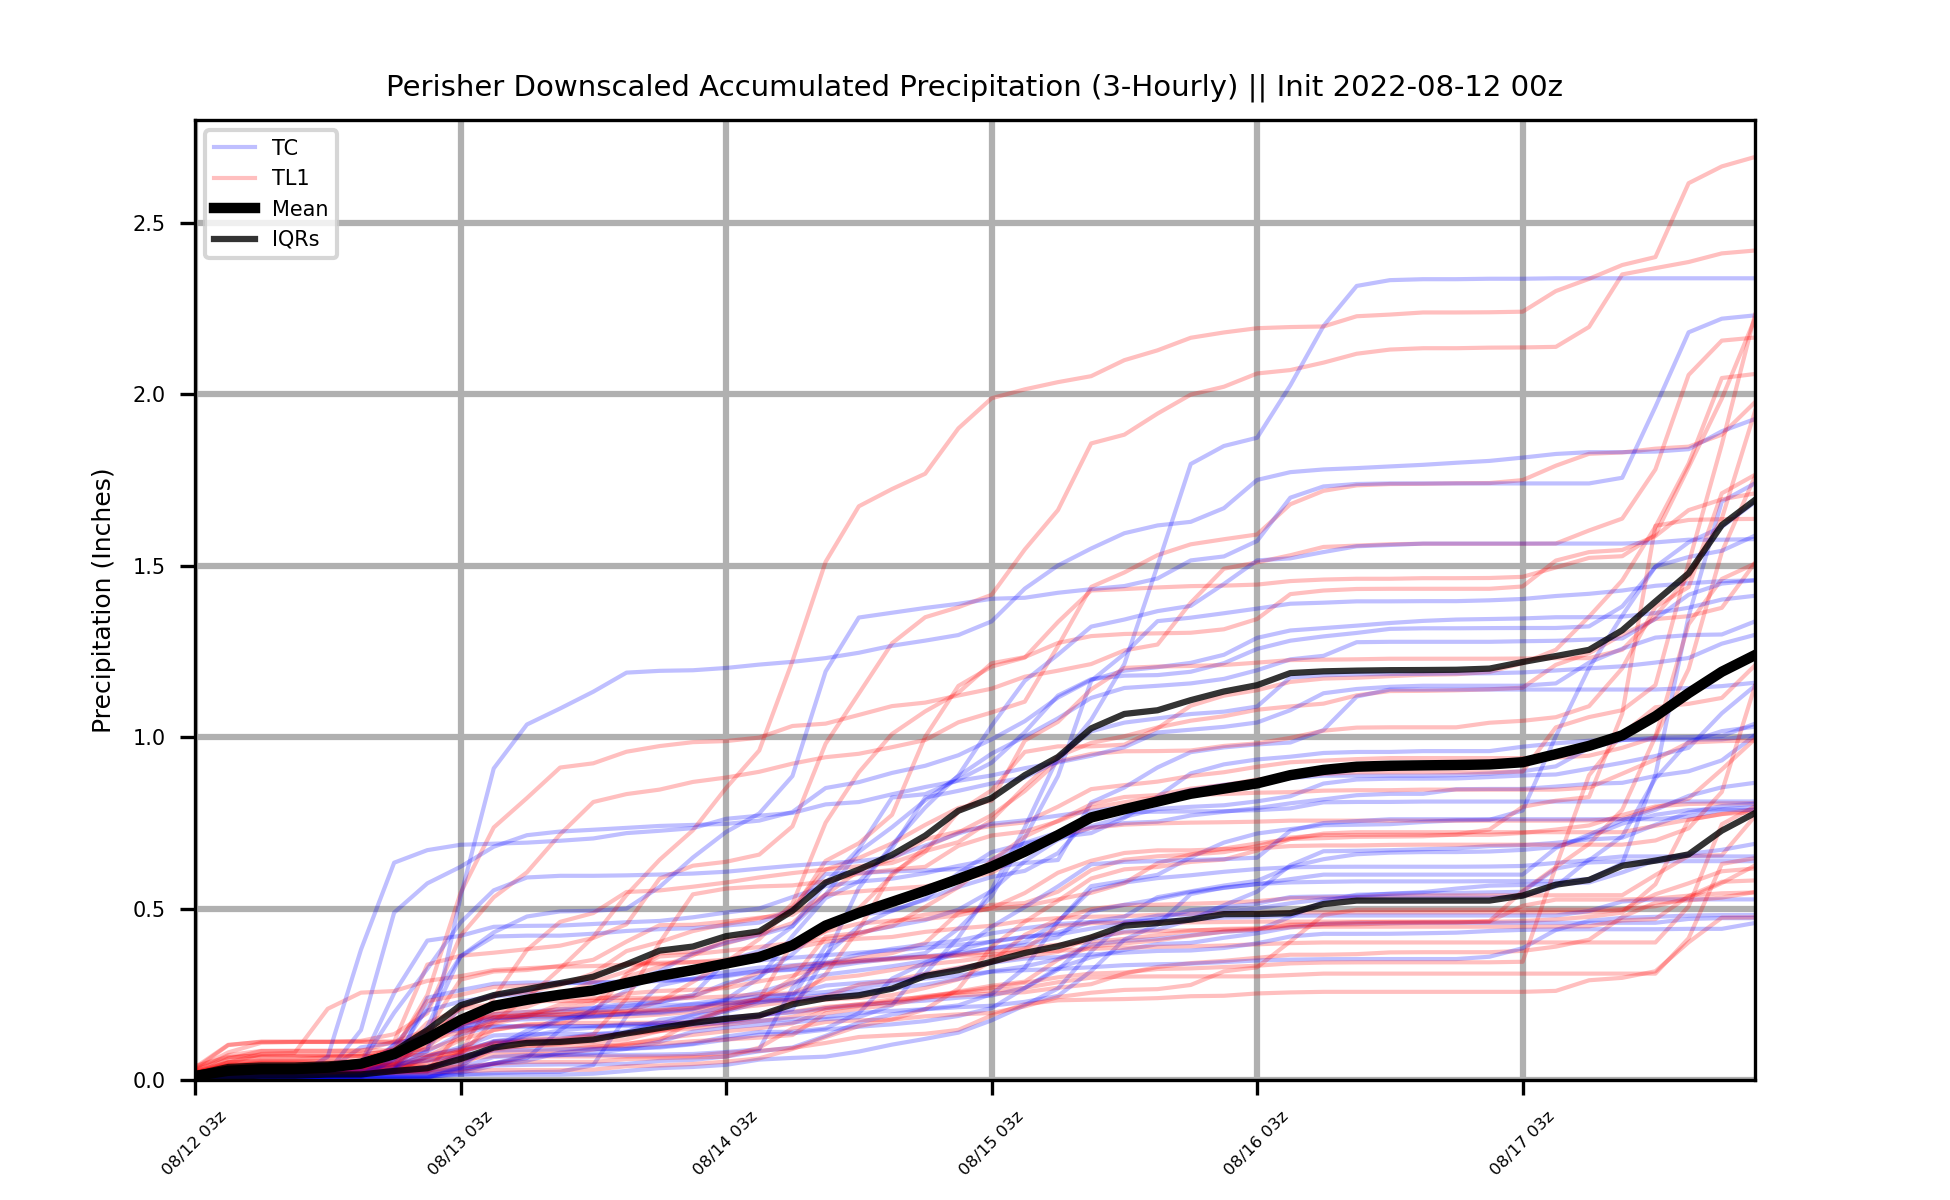 Perisher Downscaled Accumulated Precipitation (3-Hourly) || Init 2022-08-12 00z
TC
TL1
Mean
IQRs
Precipitation (Inches)
2.5
2.0
1.5
1.0
0.5
0.0
08/12 03z
08/13 03z
08/14 03z
08/15 03z
08/16 03z
08/17 03z